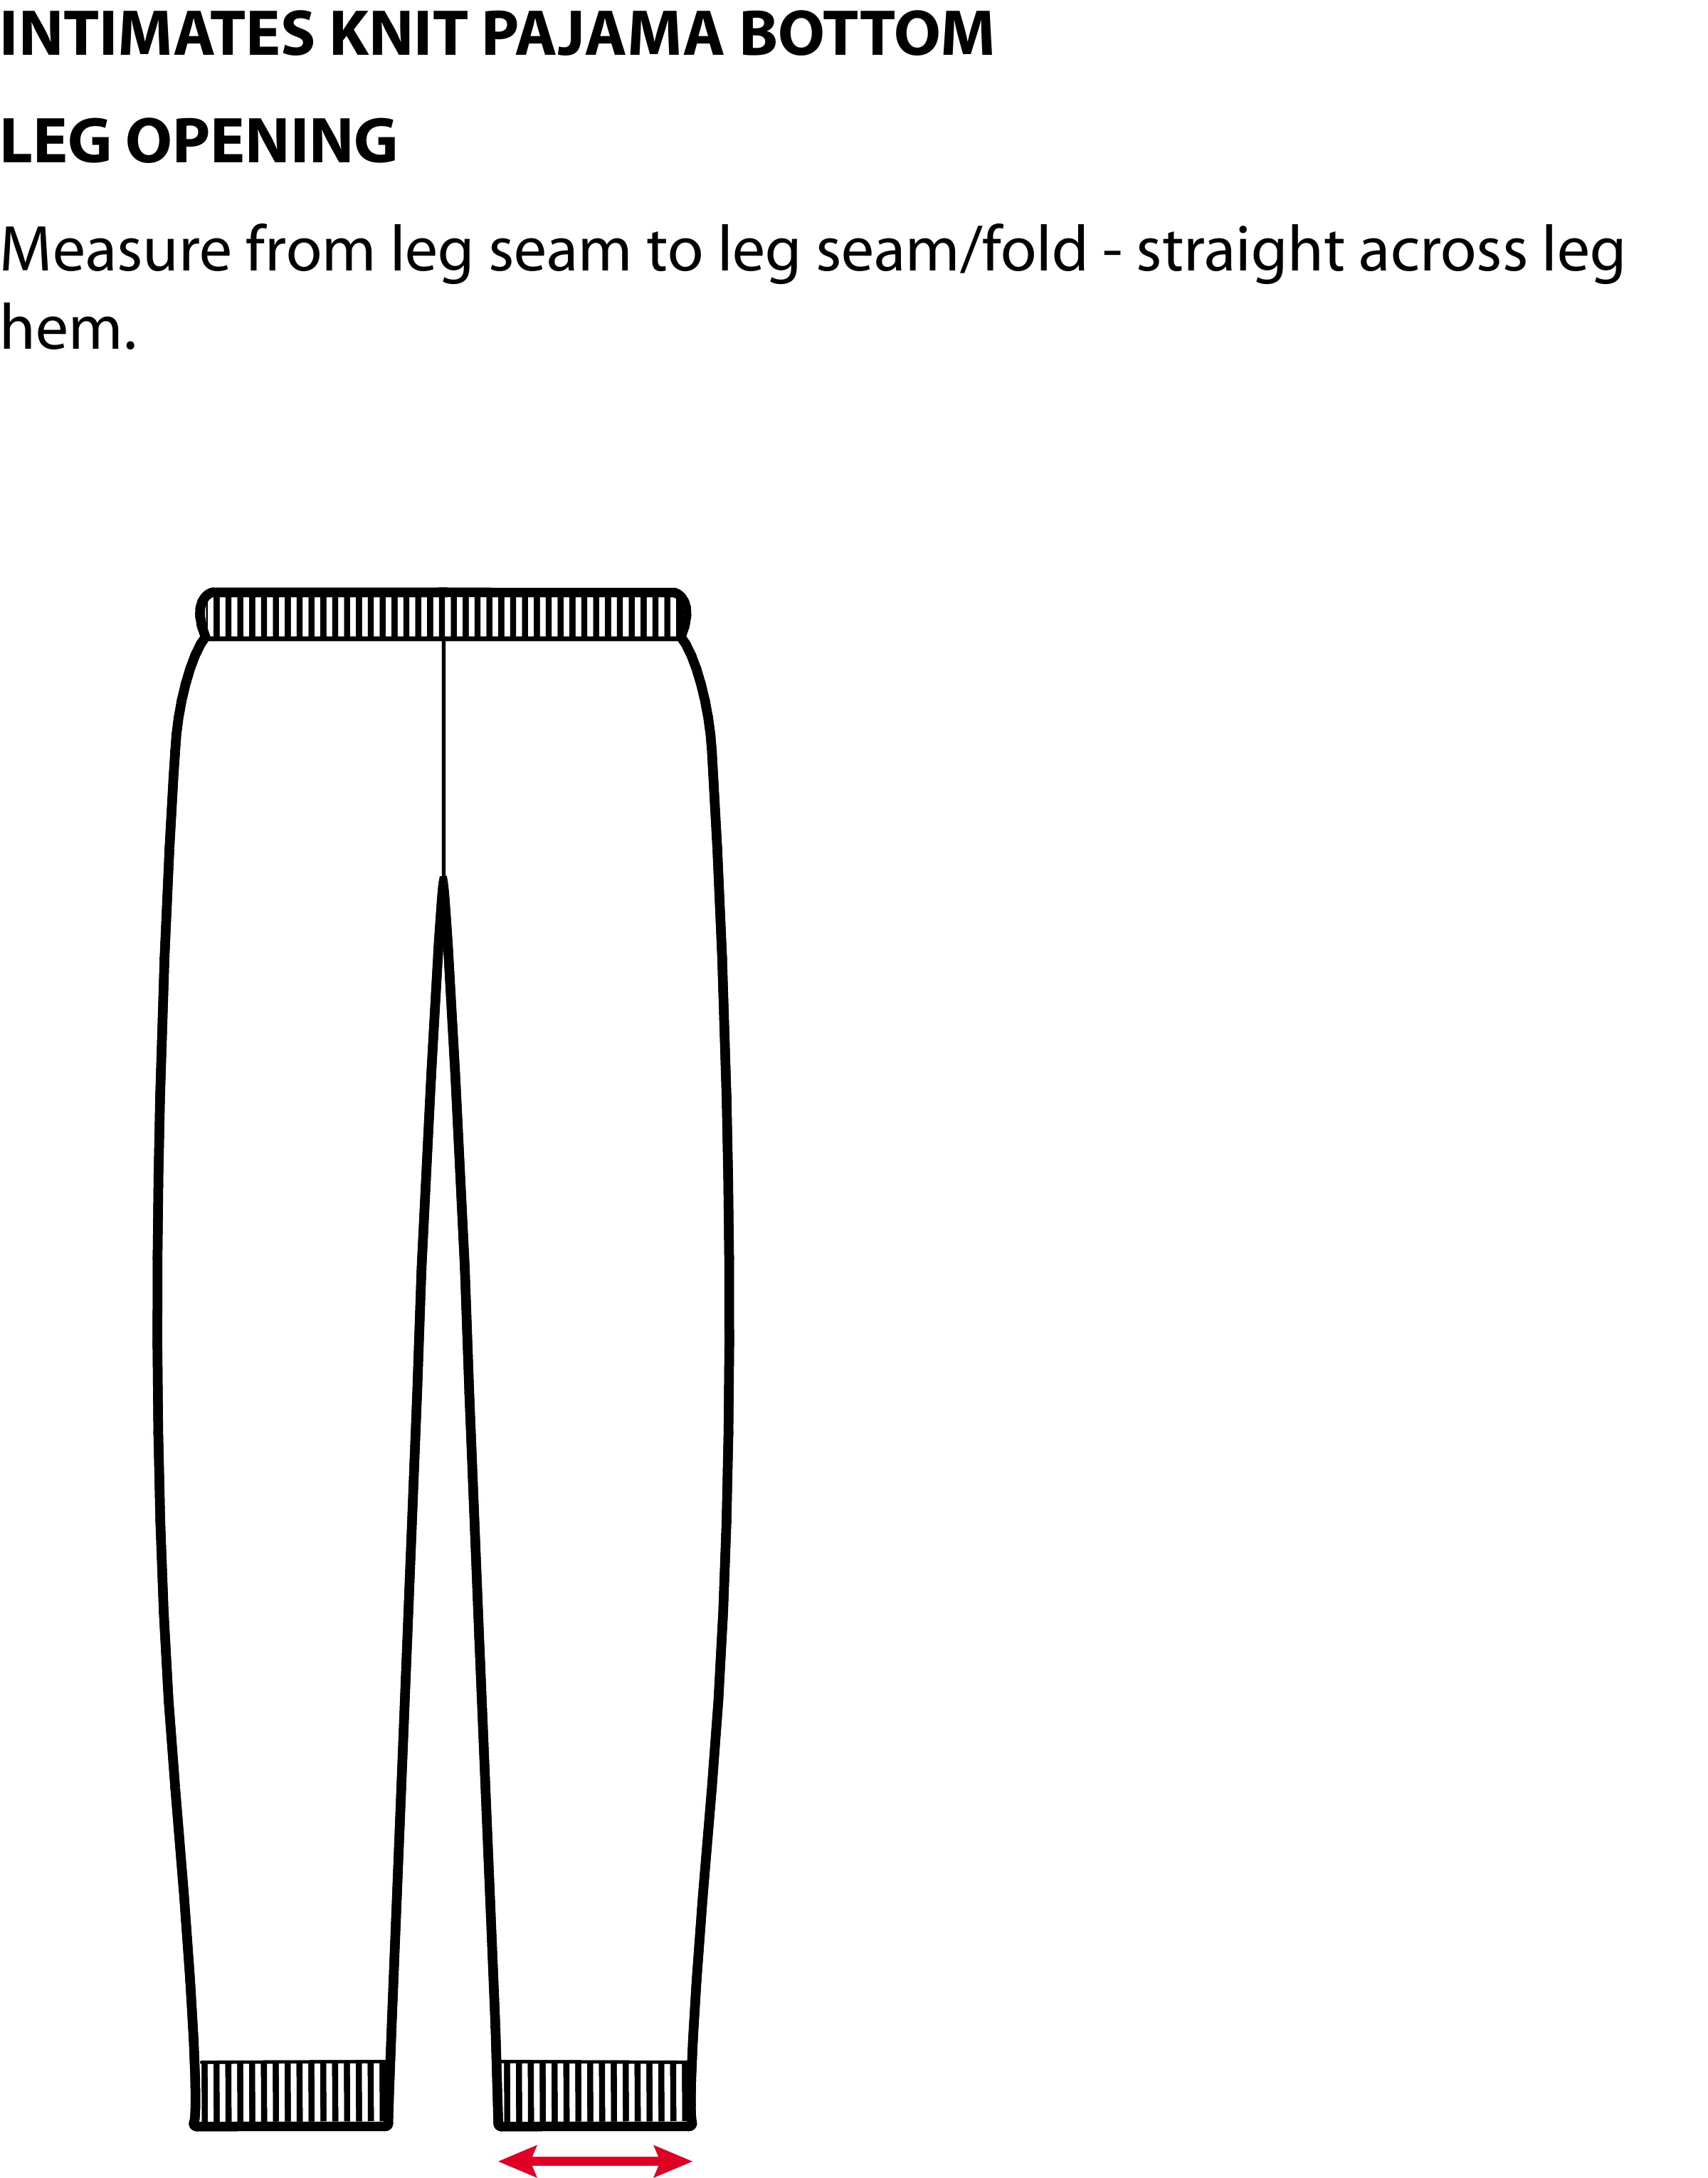 INTIMATES KNIT PAJAMA BOTTOM
LEG OPENING
Measure from leg seam to leg seam/fold - straight across leg
hem.